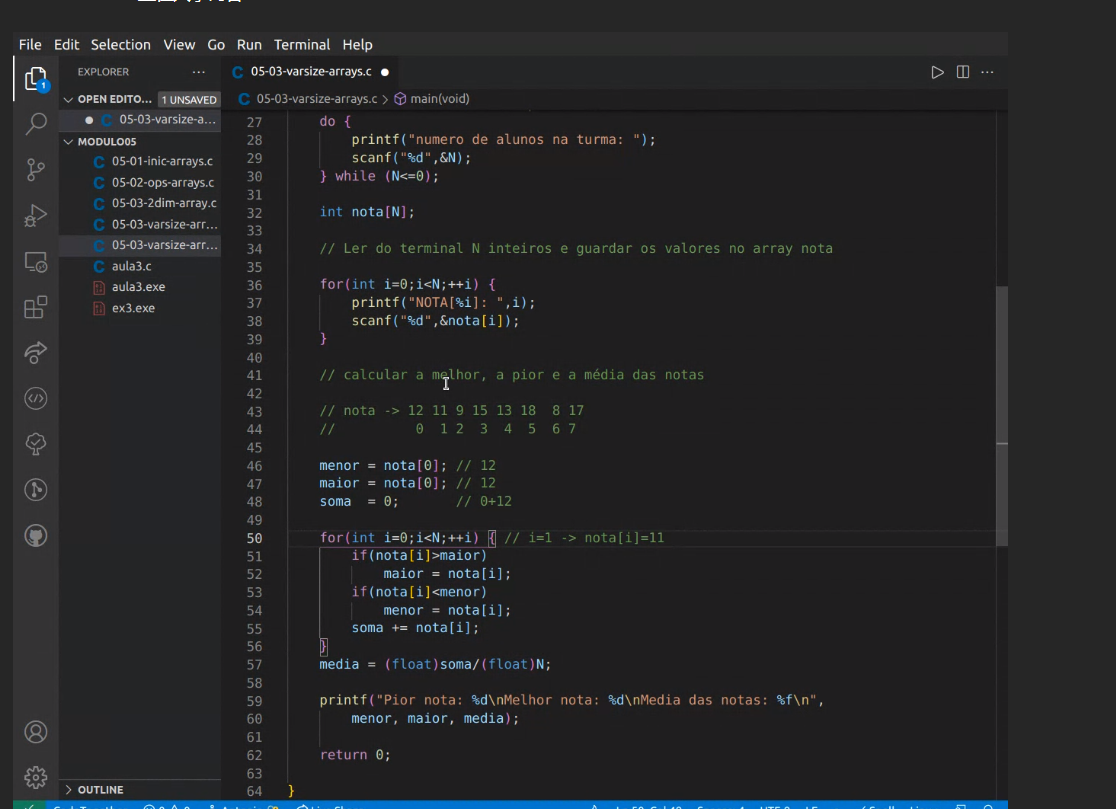 File Edit Selection View Go Run Terminal Help
EXPLORER ···
05-03-varsize-arrays.c ●
OPEN EDITO... 1 UNSAVED
05-03-varsize-arrays.c > main(void)
● C 05-03-varsize-a...
MODULO05
C 05-01-inic-arrays.c
C 05-02-ops-arrays.c
C 05-03-2dim-array.c
C 05-03-varsize-arr...
C 05-03-varsize-arr...
C aula3.c
aula3.exe
ex3.exe
27 do {
28 printf("numero de alunos na turma: ");
29 scanf("%d",&N);
30 } while (N<=0);
31
32 int nota[N];
33
34 // Ler do terminal N inteiros e guardar os valores no array nota
35
36 for(int i=0;i<N;++i) {
37 printf("NOTA[%i]: ",i);
38 scanf("%d",&nota[i]);
39 }
40
41 // calcular a melhor, a pior e a média das notas
42
43 // nota -> 12 11 9 15 13 18 8 17
44 // 0 1 2 3 4 5 6 7
45
46 menor = nota[0]; // 12
47 maior = nota[0]; // 12
48 soma = 0; // 0+12
49
50 for(int i=0;i<N;++i) { // i=1 -> nota[i]=11
51 if(nota[i]>maior)
52 maior = nota[i];
53 if(nota[i]<menor)
54 menor = nota[i];
55 soma += nota[i];
56 }
57 media = (float)soma/(float)N;
58
59 printf("Pior nota: %d\nMelhor nota: %d\nMedia das notas: %f\n",
60 menor, maior, media);
61
62 return 0;
63
64 }
OUTLINE